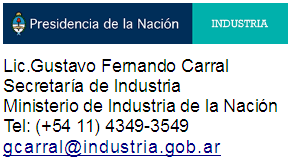 Presidencia de la Nación INDUSTRIA
Lic.Gustavo Fernando Carral
Secretaría de Industria
Ministerio de Industria de la Nación
Tel: (+54 11) 4349-3549
gcarral@industria.gob.ar